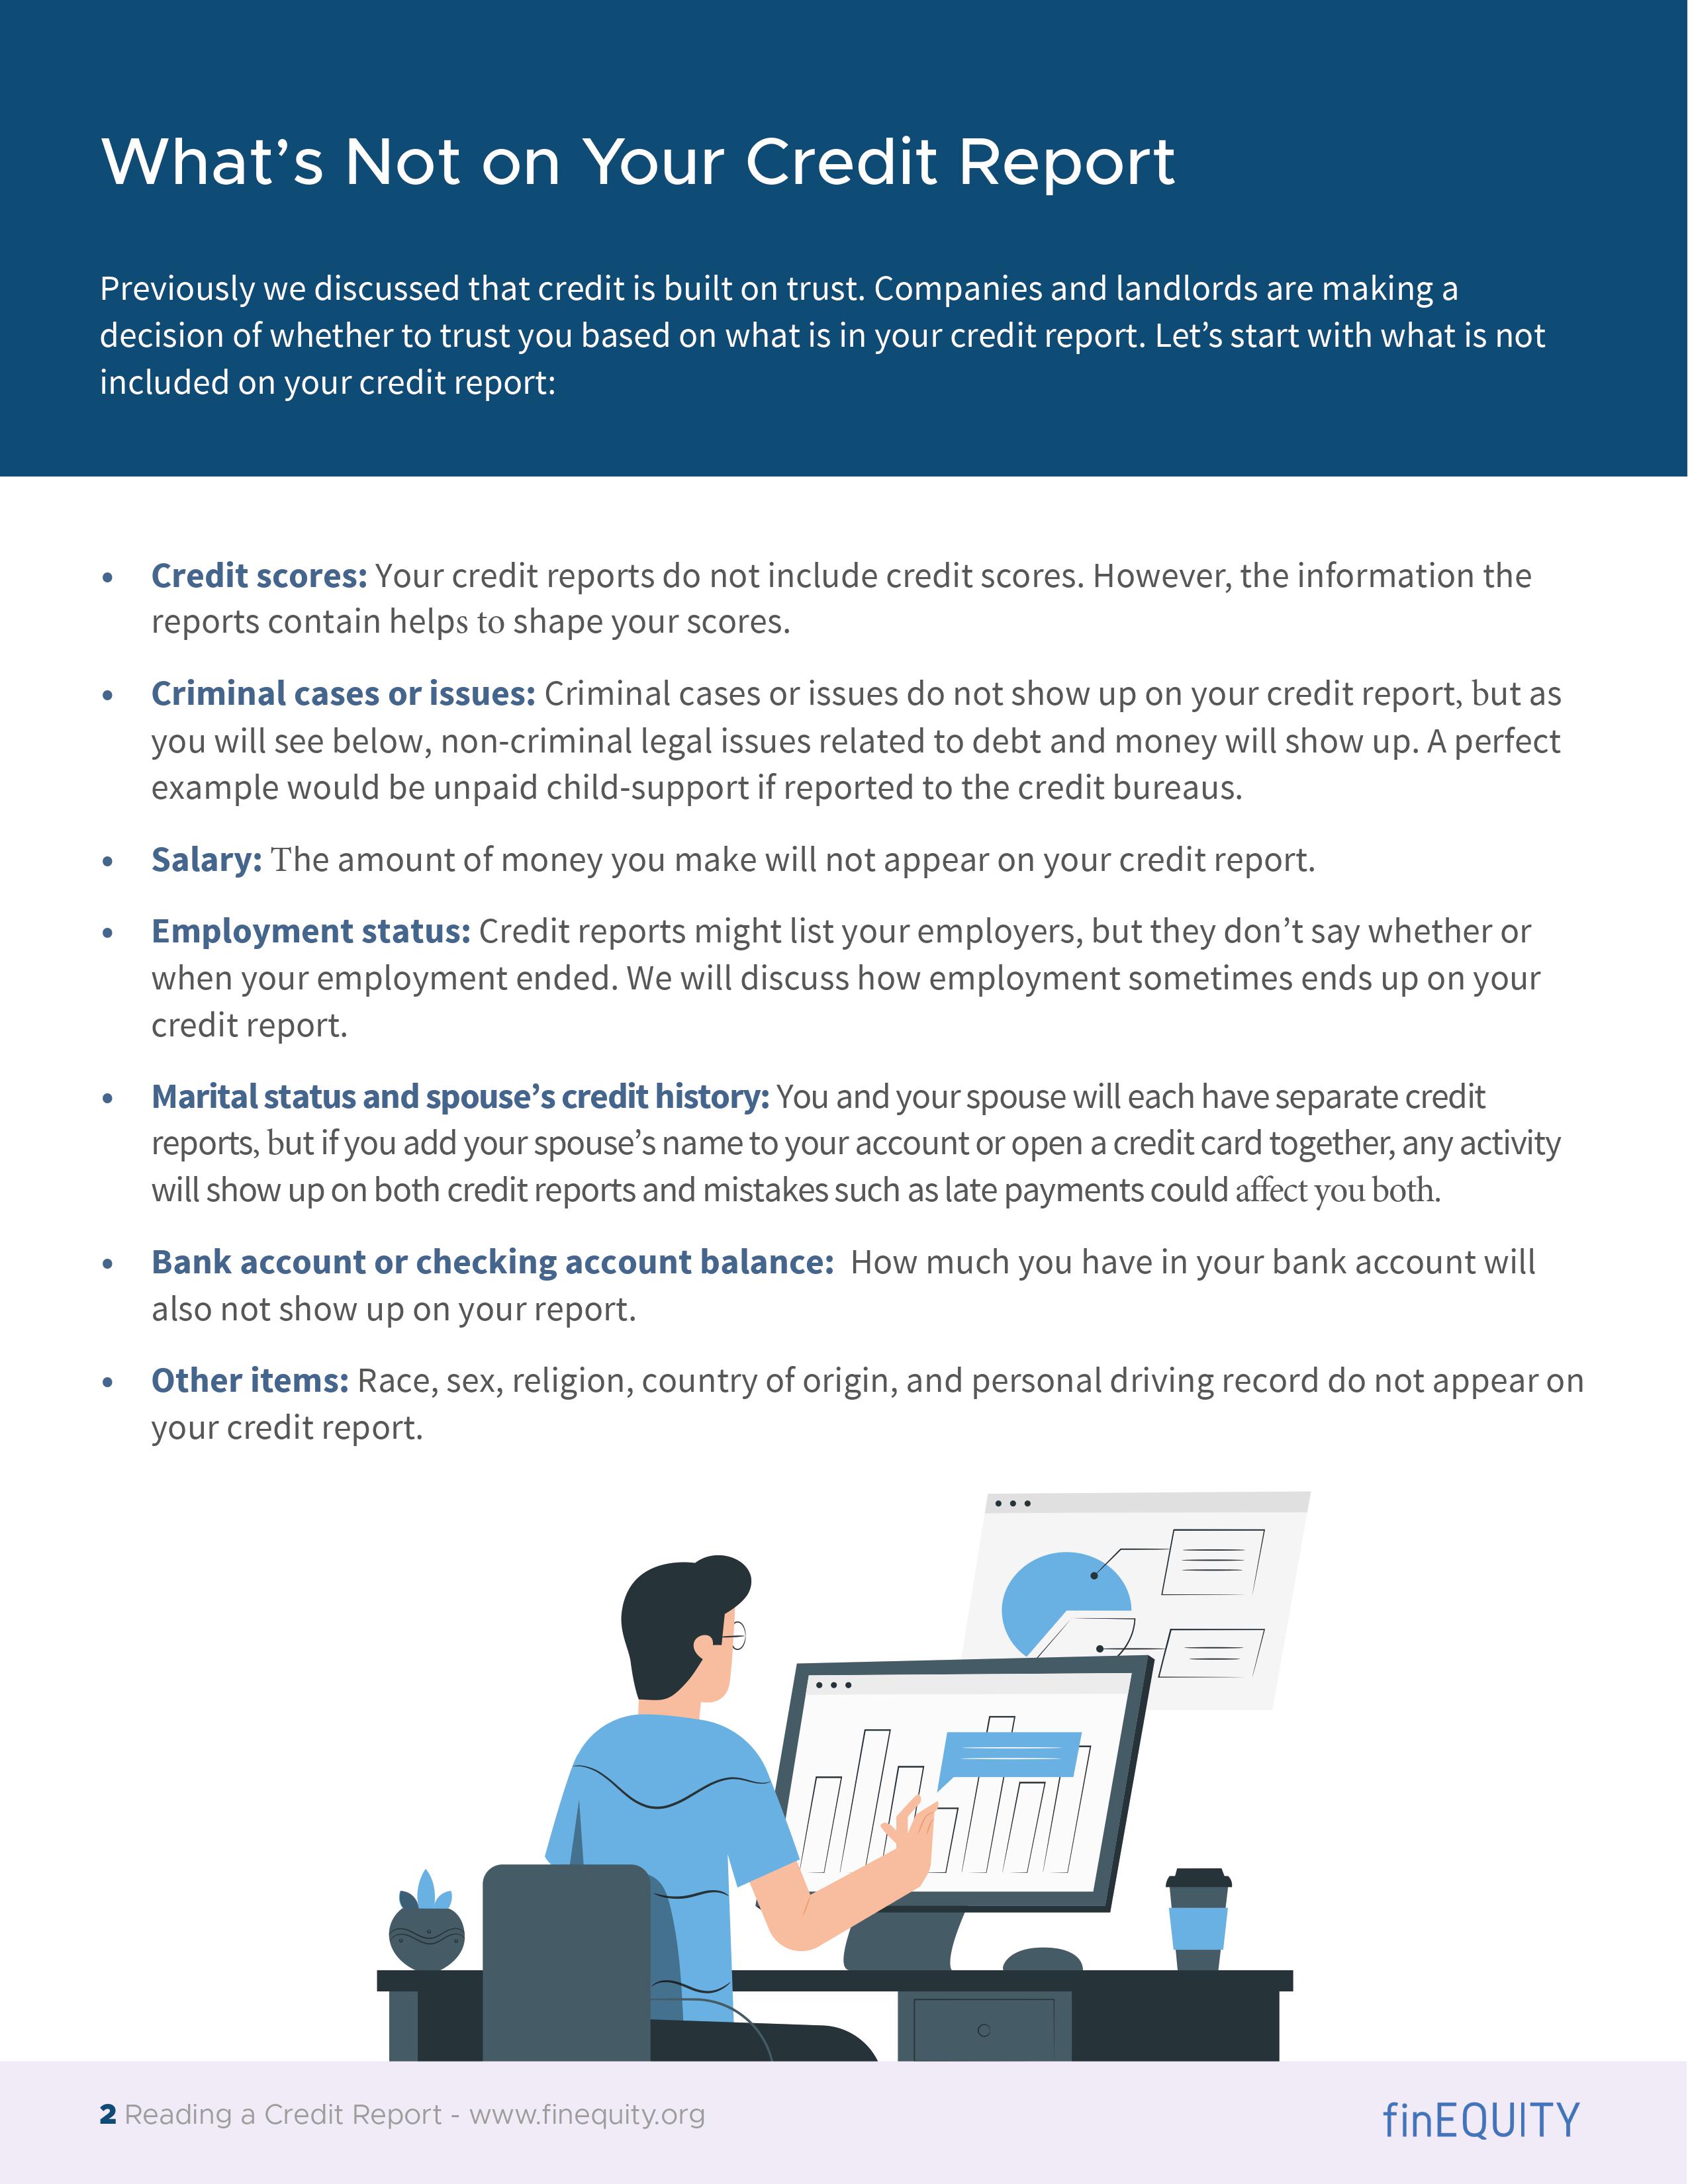 What’s Not on Your Credit Report
Previously we discussed that credit is built on trust. Companies and landlords are making a
decision of whether to trust you based on what is in your credit report. Let’s start with what is not
included on your credit report:
• Credit scores: Your credit reports do not include credit scores. However, the information the
reports contain helps to shape your scores.
• Criminal cases or issues: Criminal cases or issues do not show up on your credit report, but as
you will see below, non-criminal legal issues related to debt and money will show up. A perfect
example would be unpaid child-support if reported to the credit bureaus.
• Salary: The amount of money you make will not appear on your credit report.
• Employment status: Credit reports might list your employers, but they don’t say whether or
when your employment ended. We will discuss how employment sometimes ends up on your
credit report.
• Marital status and spouse’s credit history: You and your spouse will each have separate credit
reports, but if you add your spouse’s name to your account or open a credit card together, any activity
will show up on both credit reports and mistakes such as late payments could affect you both.
• Bank account or checking account balance: How much you have in your bank account will
also not show up on your report.
• Other items: Race, sex, religion, country of origin, and personal driving record do not appear on
your credit report.
2 Reading a Credit Report - www.finequity.org
finEQUITY